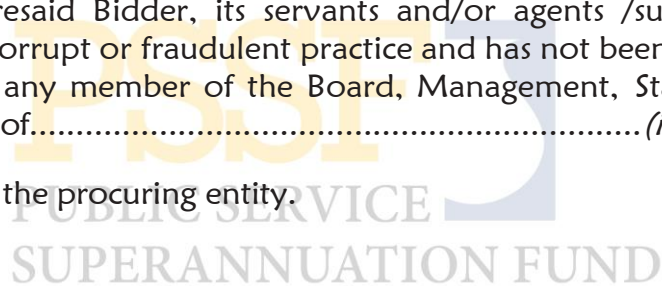 resaid Bidder, its servants and/or agents /su
orrupt or fraudulent practice and has not been
any member of the Board, Management, Sta
of..............................................................(
the procuring entity.
PSSF
PUBLIC SERVICE
SUPERANNUATION FUND